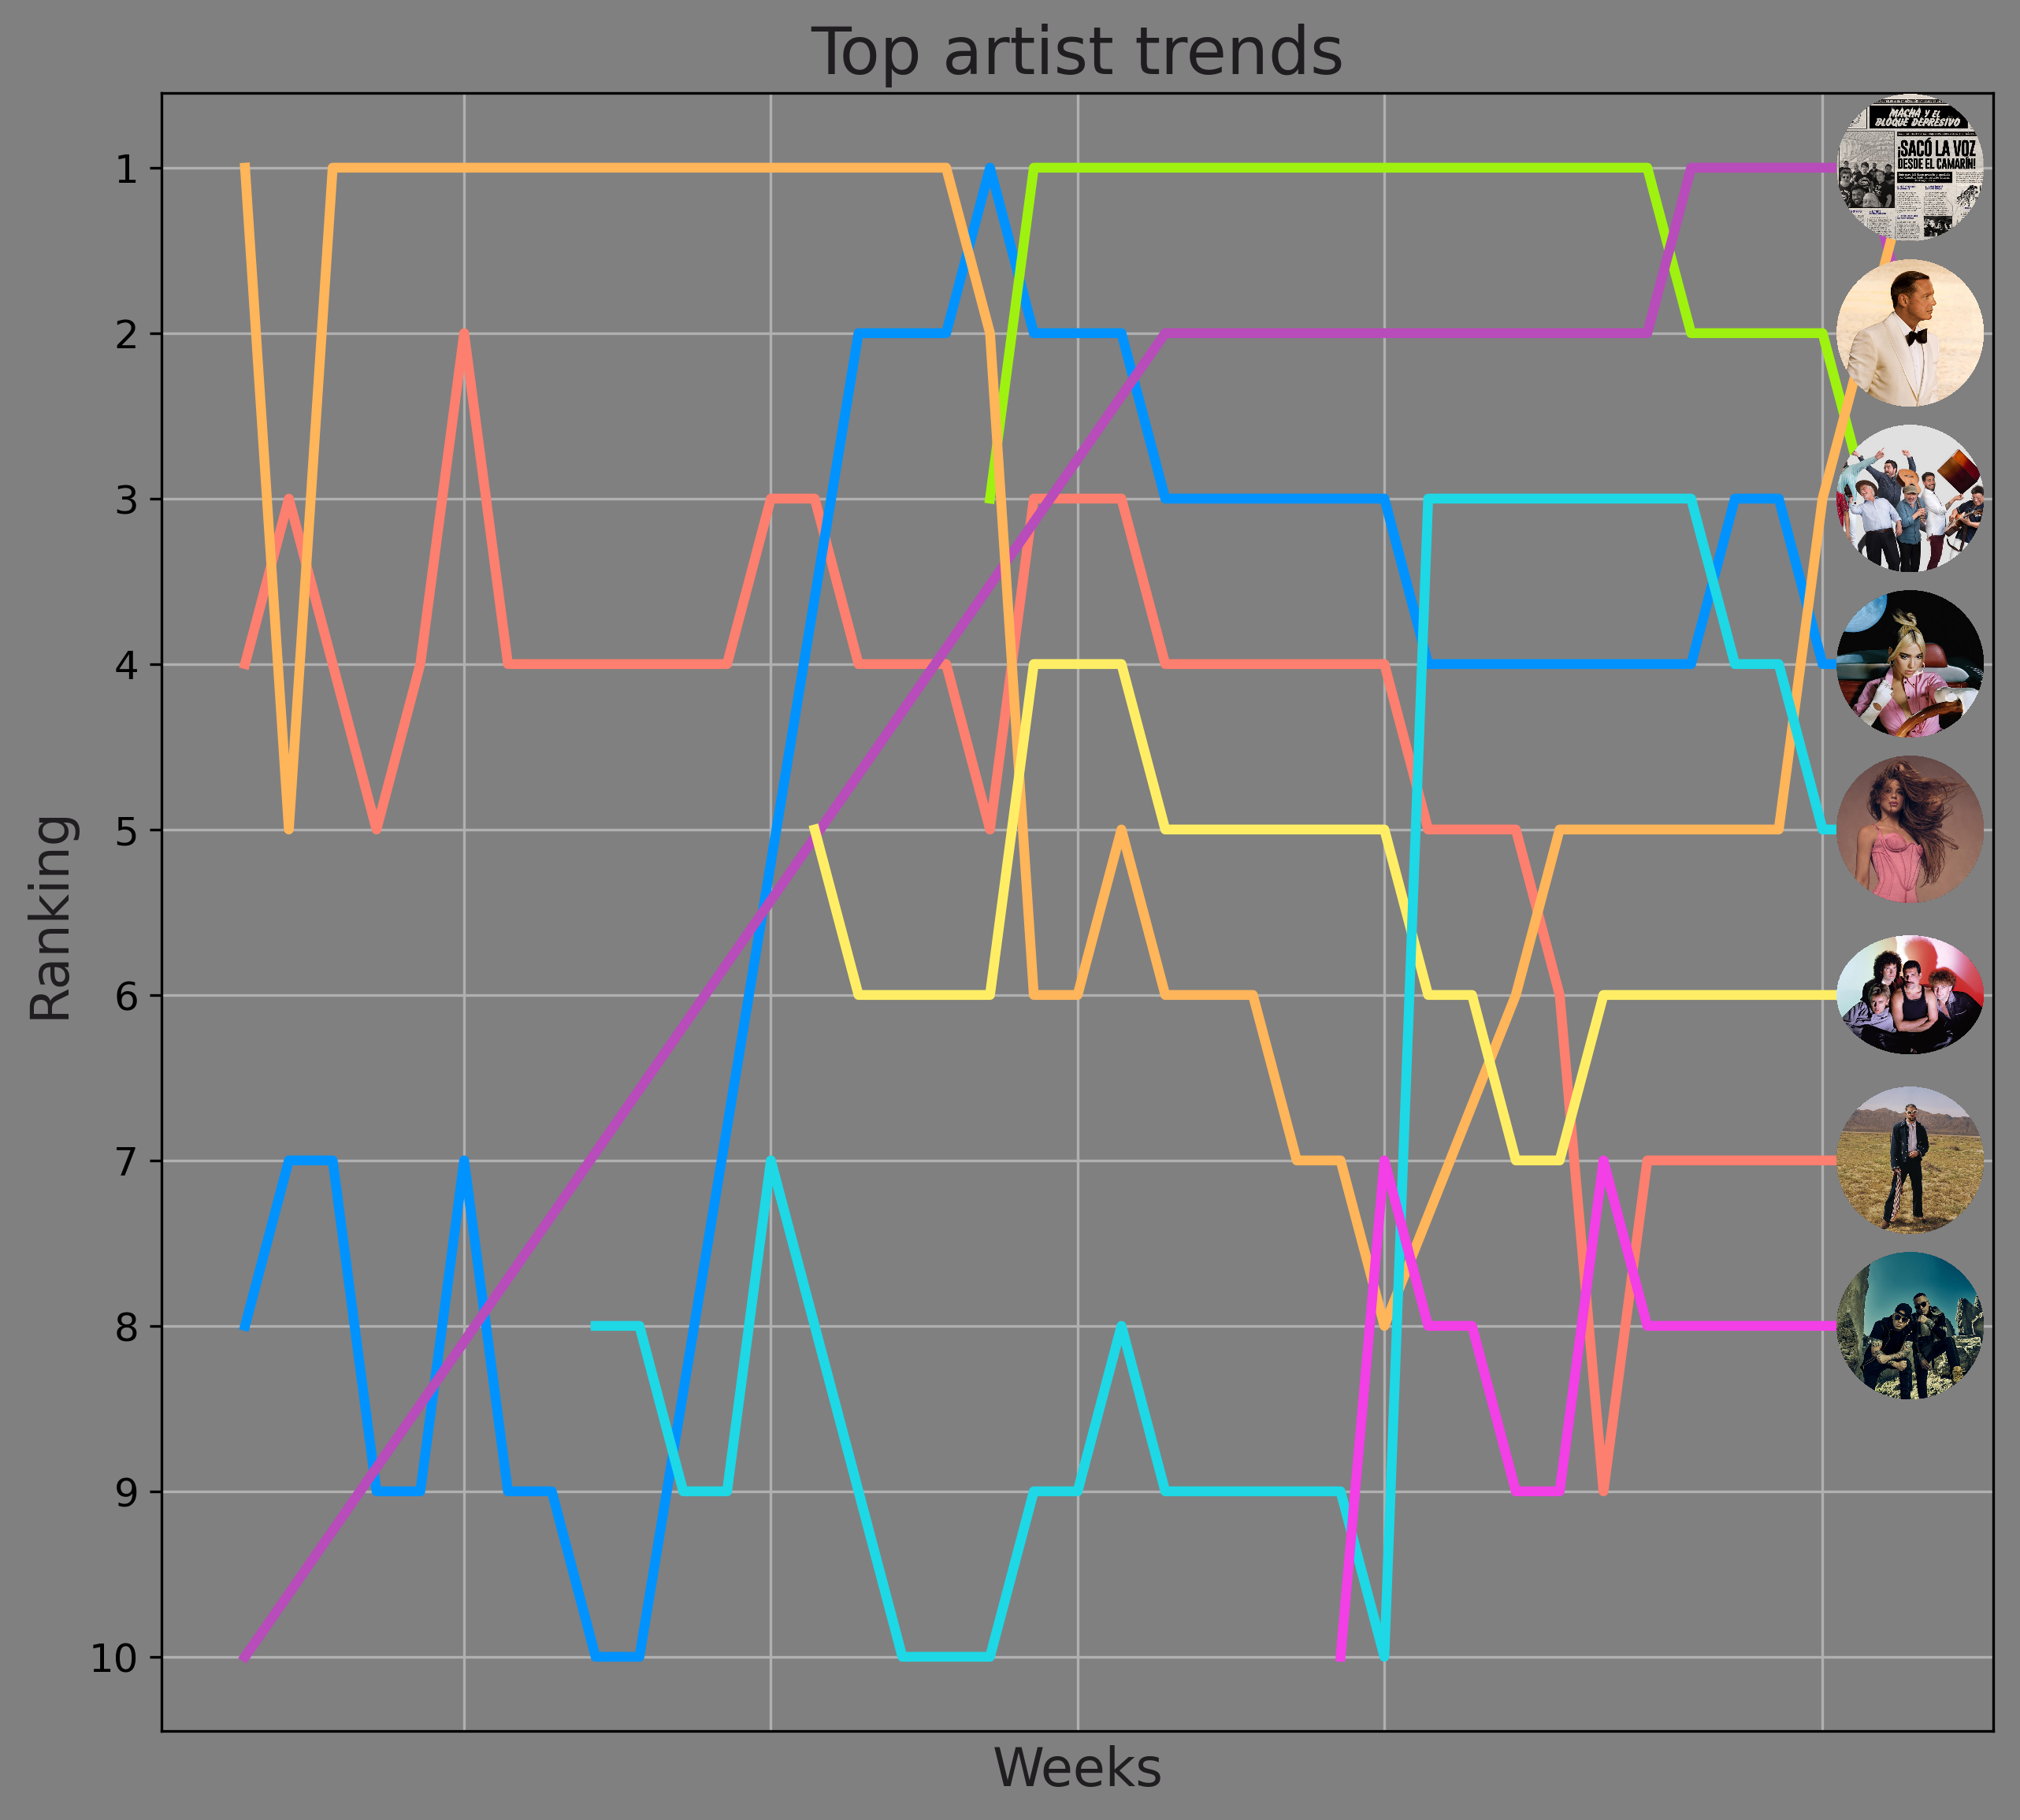 Top artist trends
MACHA Y EL
BLOQUE DEPRESIVO
¡SACÓ LA VOZ
DESDE EL CAMARÍN!
1
2
3
4
5
6
7
8
9
10
Ranking
Weeks